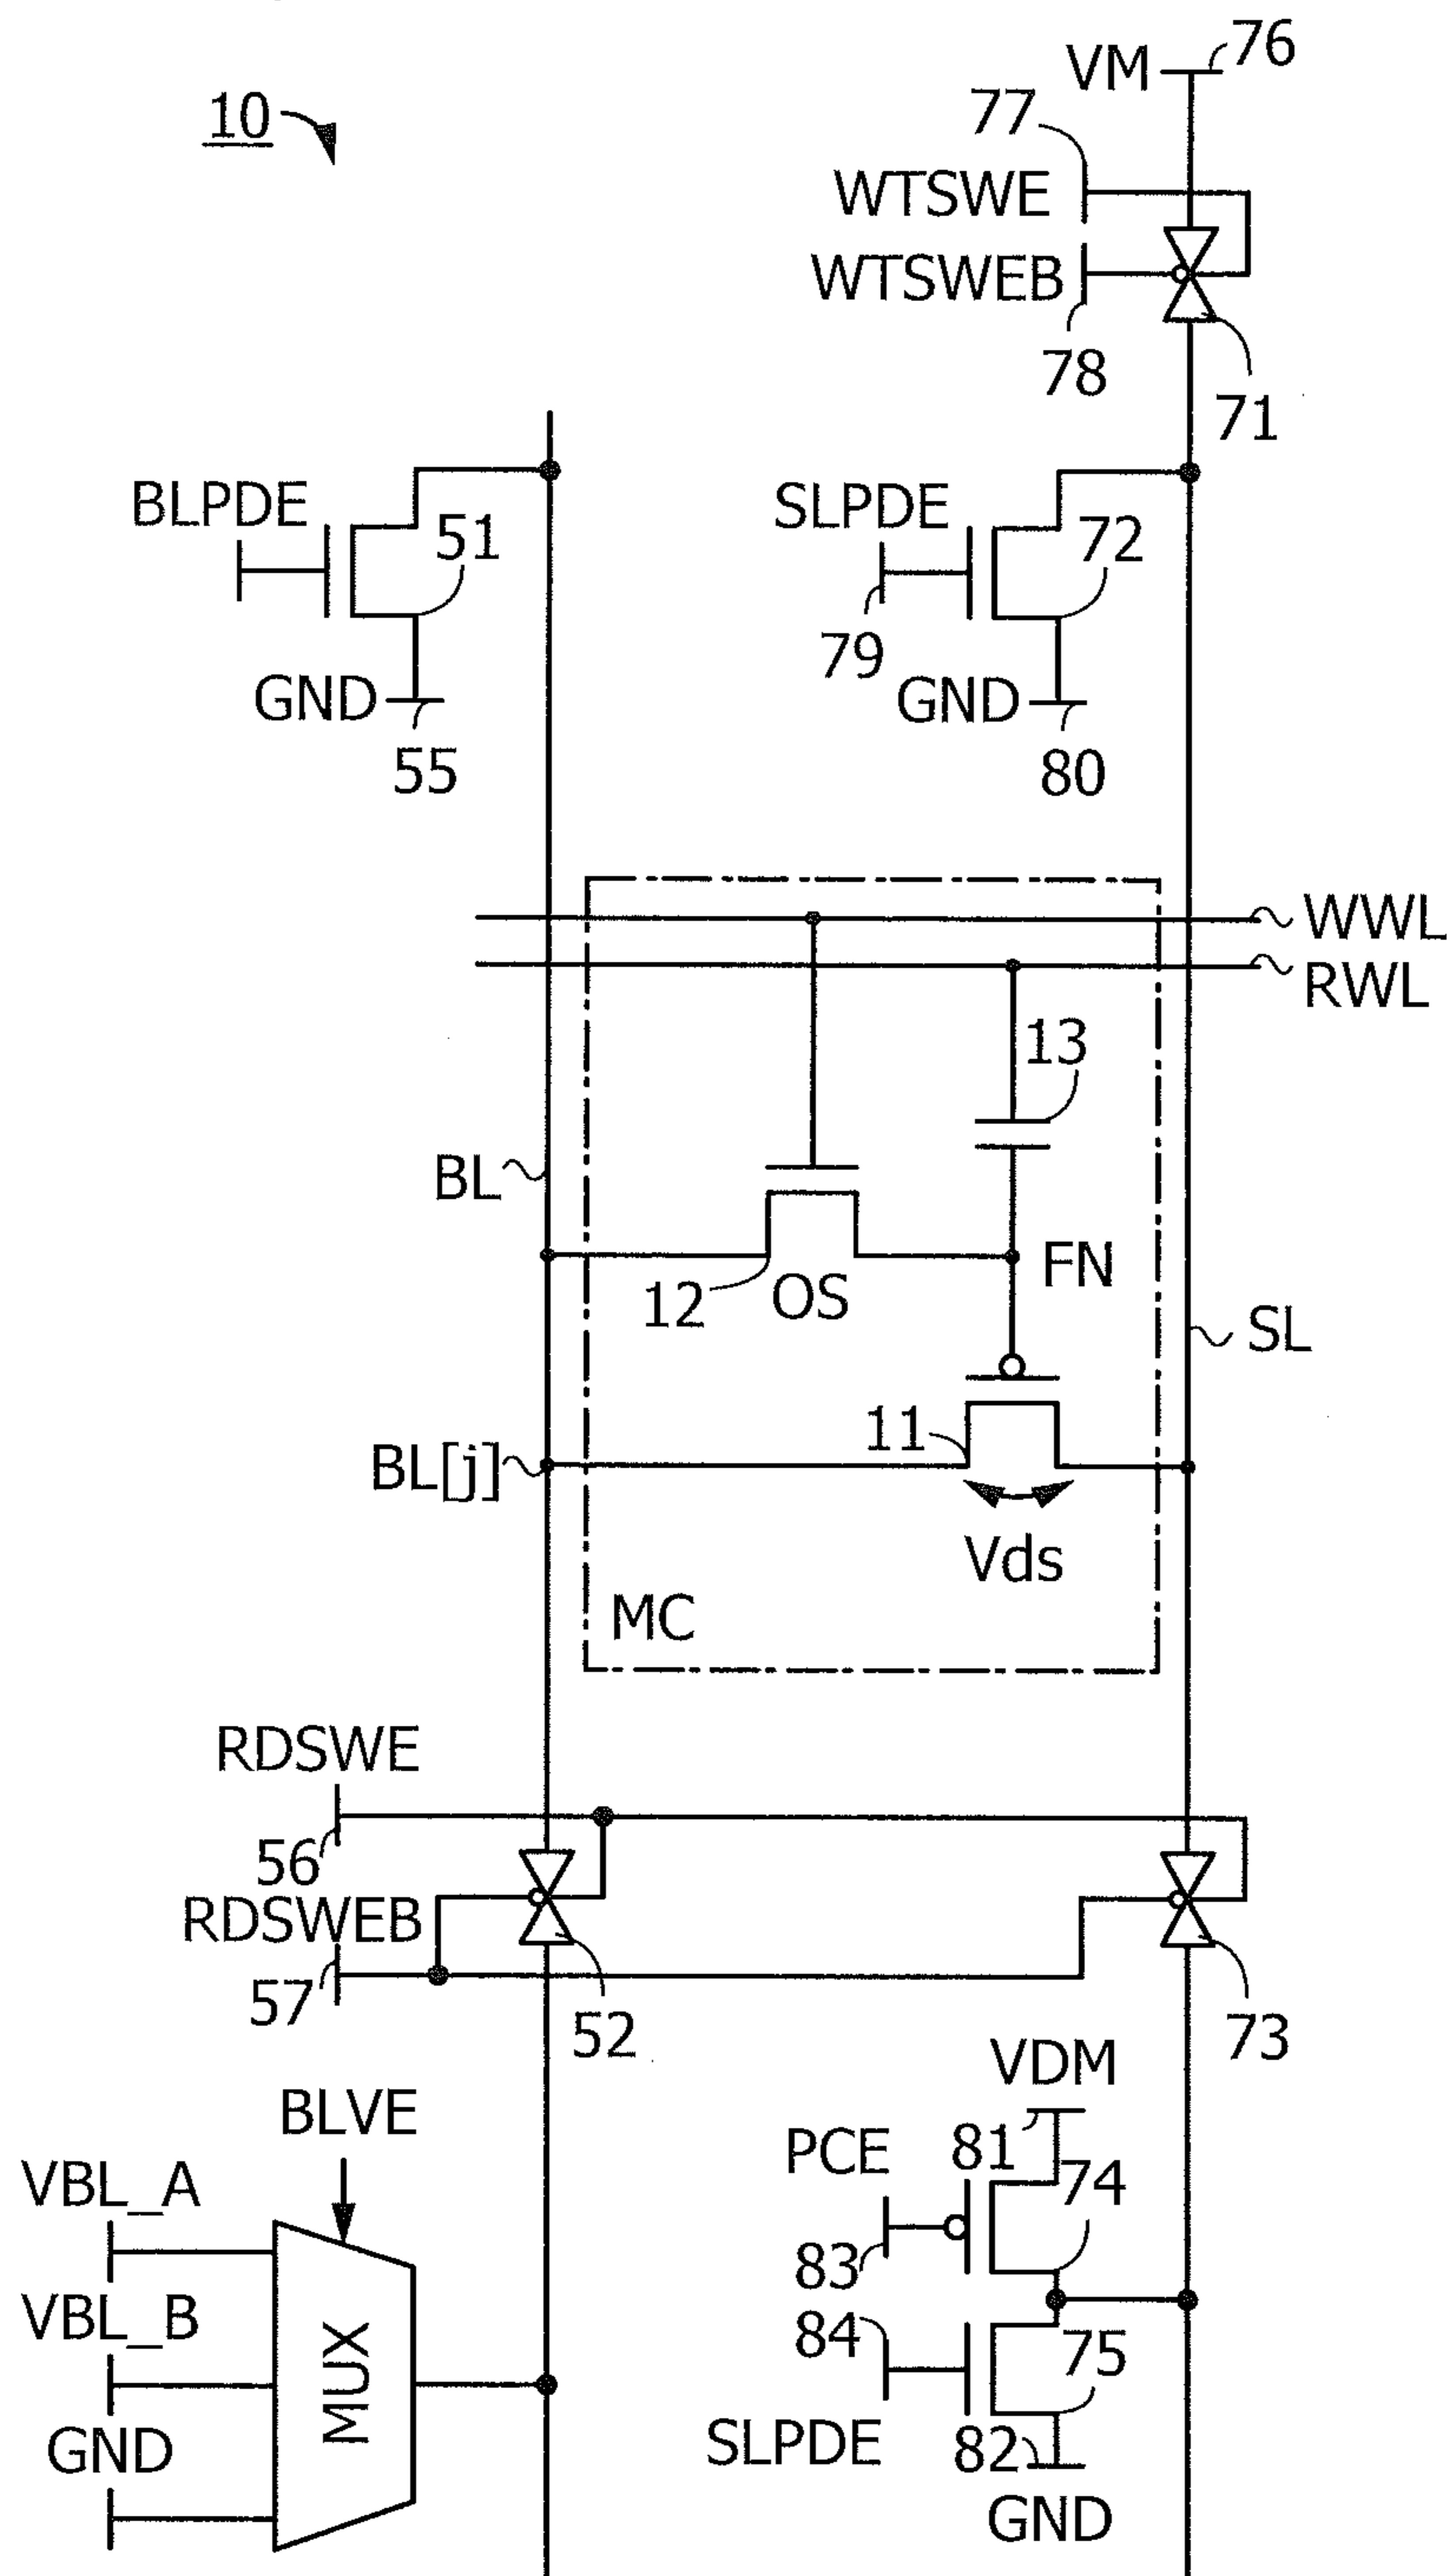 76
VM
10
77
WTSWE
WTSWEB
78
71
BLPDE
51
SLPDE
72
79
GND
55
GND
80
WWL
RWL
13
BL
FN
12
OS
SL
11
BL[j]
Vds
MC
RDSWE
56
RDSWEB
57
52
73
VDM
BLVE
81
PCE
74
VBL_A
83
VBL_B
84
75
MUX
SLPDE
82
GND
GND